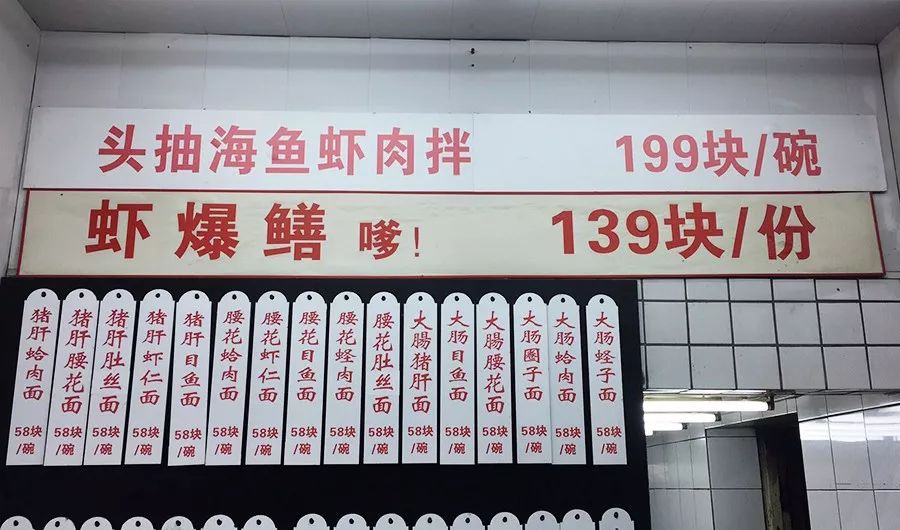 头抽海鱼虾肉拌 199块/碗
虾爆鳝 嗲! 139块/份
猪肝蛤肉面
58块
/碗
猪肝腰花面
58块
/碗
猪肝肚丝面
58块
/碗
猪肝虾仁面
58块
/碗
猪肝目鱼面
58块
/碗
腰花蛤肉面
58块
/碗
腰花虾仁面
58块
/碗
腰花目鱼面
58块
/碗
腰花蛏肉面
58块
/碗
腰花肚丝面
58块
/碗
大腸猪肝面
58块
/碗
大肠目鱼面
58块
/碗
大腸腰花面
58块
/碗
大肠圈子面
58块
/碗
大肠蛤肉面
58块
/碗
大肠蛏子面
58块
/碗